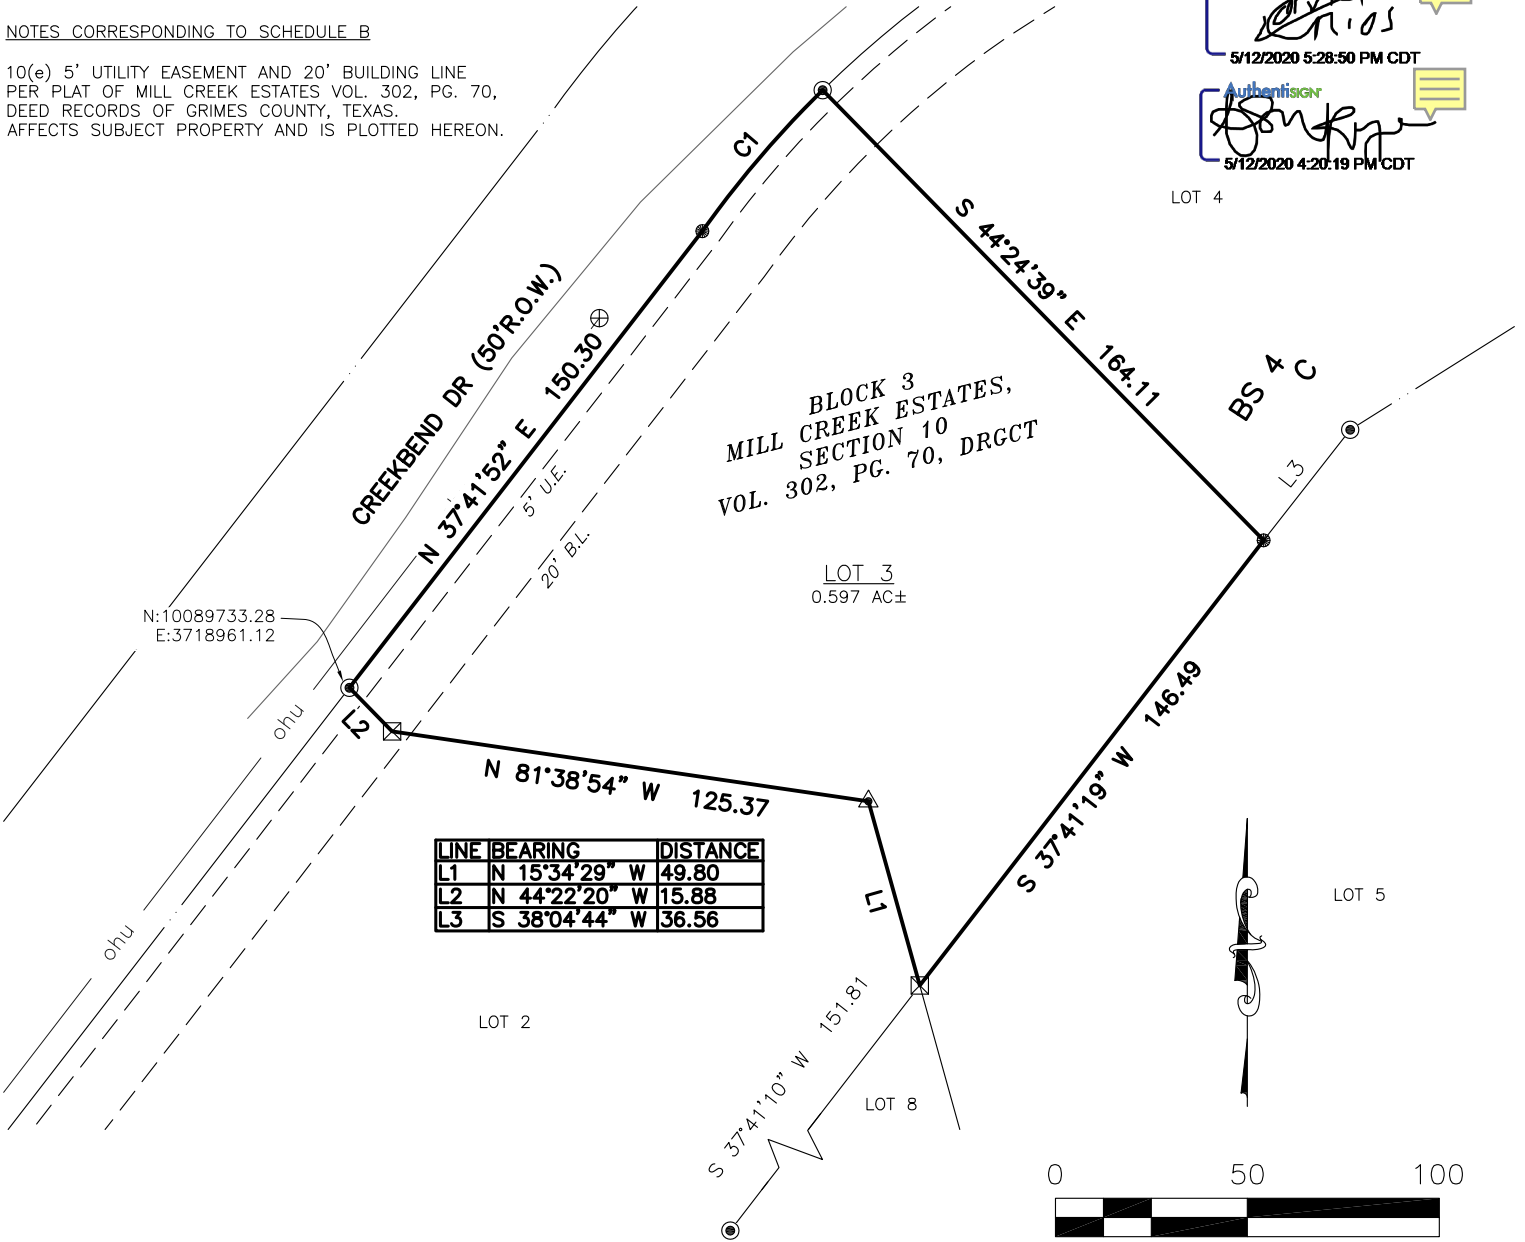 NOTES CORRESPONDING TO SCHEDULE B
10(e) 5' UTILITY EASEMENT AND 20' BUILDING LINE
PER PLAT OF MILL CREEK ESTATES VOL. 302, PG. 70,
DEED RECORDS OF GRIMES COUNTY, TEXAS.
AFFECTS SUBJECT PROPERTY AND IS PLOTTED HEREON.
5/12/2020 5:28:50 PM CDT
AuthentiSIGN
5/12/2020 4:20:19 PM CDT
LOT 4
C1
S 44°24'39" E 164.11
CREEKBEND DR (50'R.O.W.)
N 37°41'52" E 150.30
5' U.E.
20' B.L.
BLOCK 3
MILL CREEK ESTATES,
SECTION 10
VOL. 302, PG. 70, DRGCT
BS 4
C
L3
LOT 3
0.597 AC±
N:10089733.28
E:3718961.12
ohu
L2
N 81°38'54" W 125.37
S 37°41'19" W 146.49
LINE BEARING DISTANCE
L1 N 15°34'29" W 49.80
L2 N 44°22'20" W 15.88
L3 S 38°04'44" W 36.56
L1
LOT 5
ohu
LOT 2
S 37°41'10" W 151.81
LOT 8
0 50 100